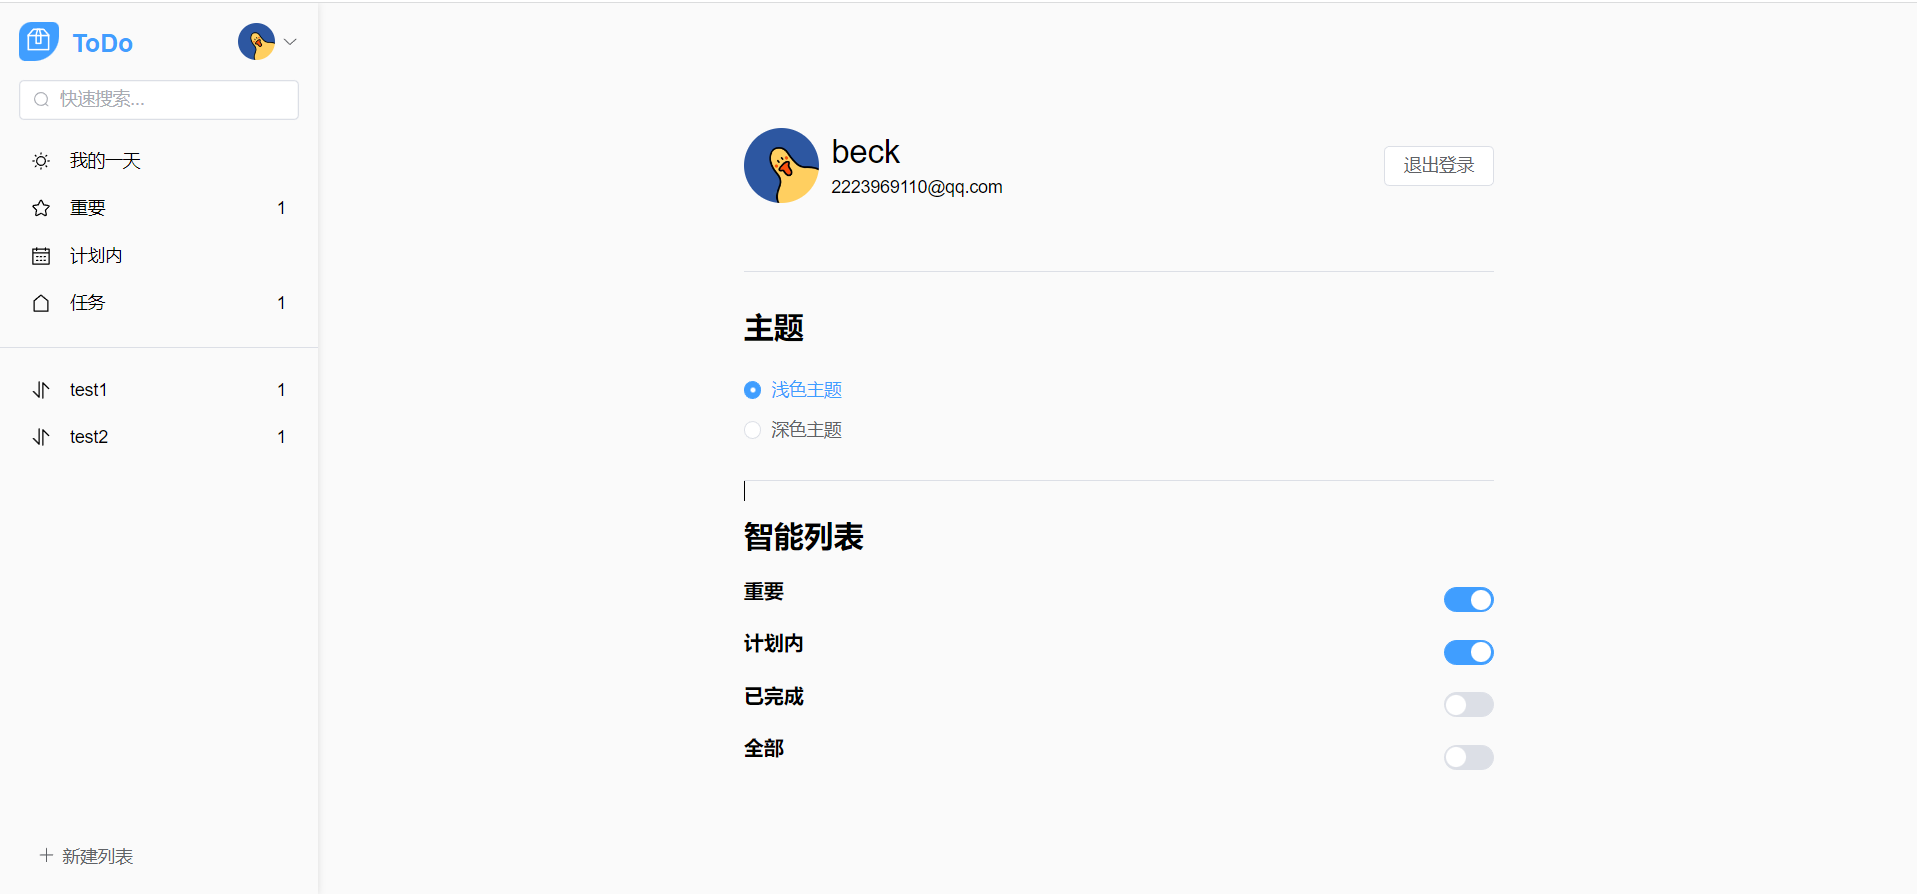 ToDo
快速搜索...
我的一天
重要 1
计划内
任务 1
test1 1
test2 1
新建列表
beck
2223969110@qq.com
退出登录
主题
浅色主题
深色主题
智能列表
重要
计划内
已完成
全部